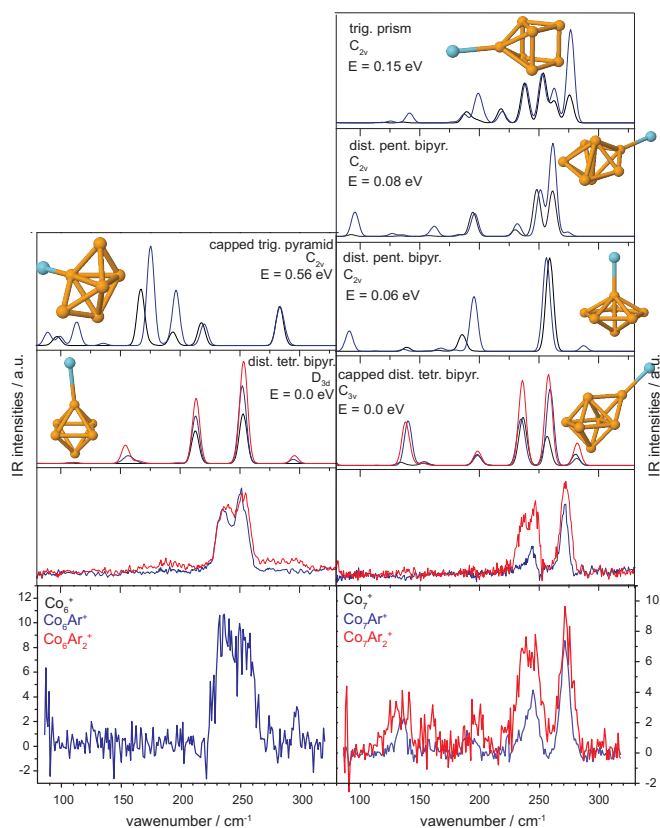 trig. prism
C2v
E = 0.15 eV
dist. pent. bipyr.
C2v
E = 0.08 eV
capped trig. pyramid
C2v
E = 0.56 eV
dist. pent. bipyr.
C2v
E = 0.06 eV
dist. tetr. bipyr.
D3d
E = 0.0 eV
capped dist. tetr. bipyr.
C3v
E = 0.0 eV
IR intensities / a.u.
IR intensities / a.u.
Co6+
Co6Ar+
Co6Ar2+
Co7+
Co7Ar+
Co7Ar2+
12
10
8
6
4
2
0
-2
10
8
6
4
2
0
-2
100 150 200 250 300
100 150 200 250 300
vawenumber / cm-1
vawenumber / cm-1